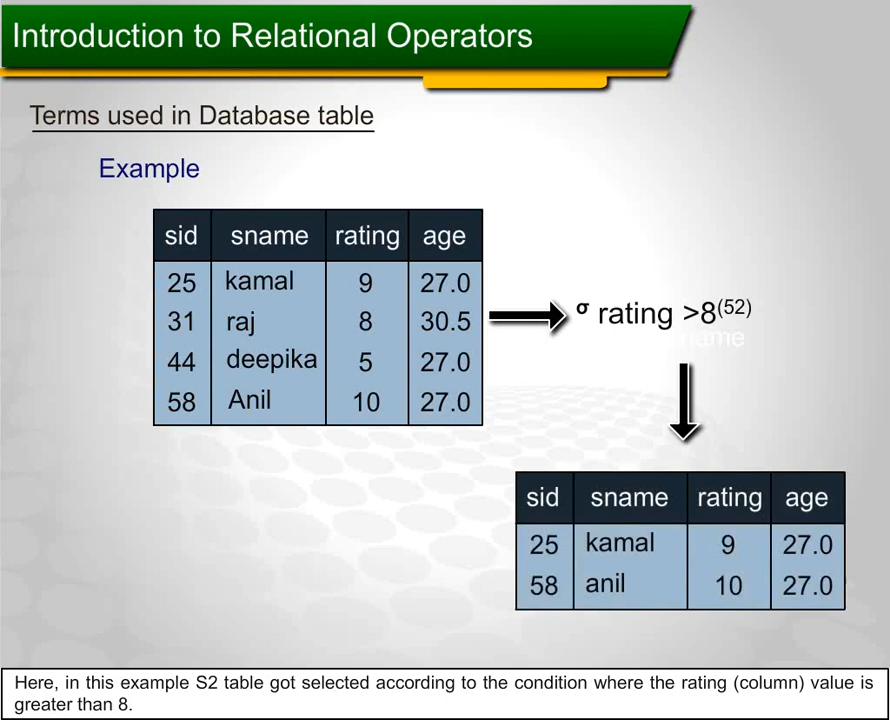 Introduction to Relational Operators
Terms used in Database table
Example
sid sname rating age
25 kamal 9 27.0
31 raj 8 30.5
44 deepika 5 27.0
58 Anil 10 27.0
σ rating >8(52)
name
sid sname rating age
25 kamal 9 27.0
58 anil 10 27.0
Here, in this example S2 table got selected according to the condition where the rating (column) value is
greater than 8.